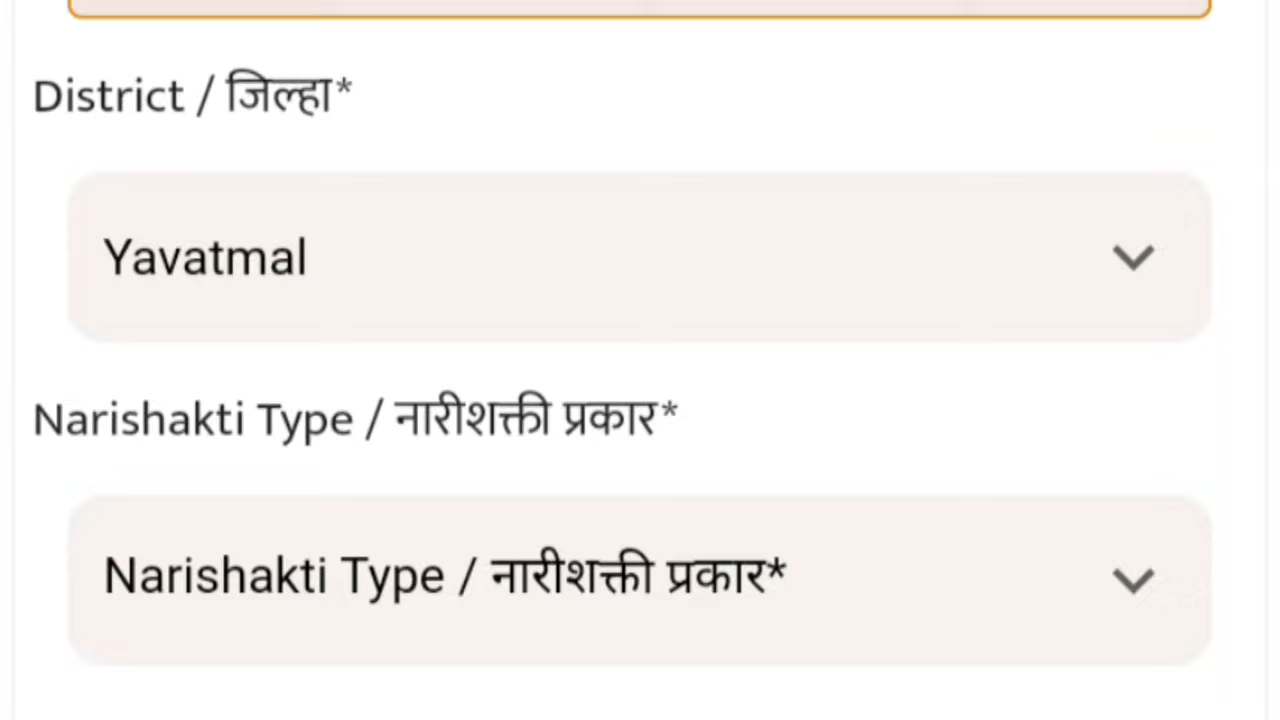 District / जिल्हा*
Yavatmal
Narishakti Type / नारीशक्ती प्रकार*
Narishakti Type / नारीशक्ती प्रकार*